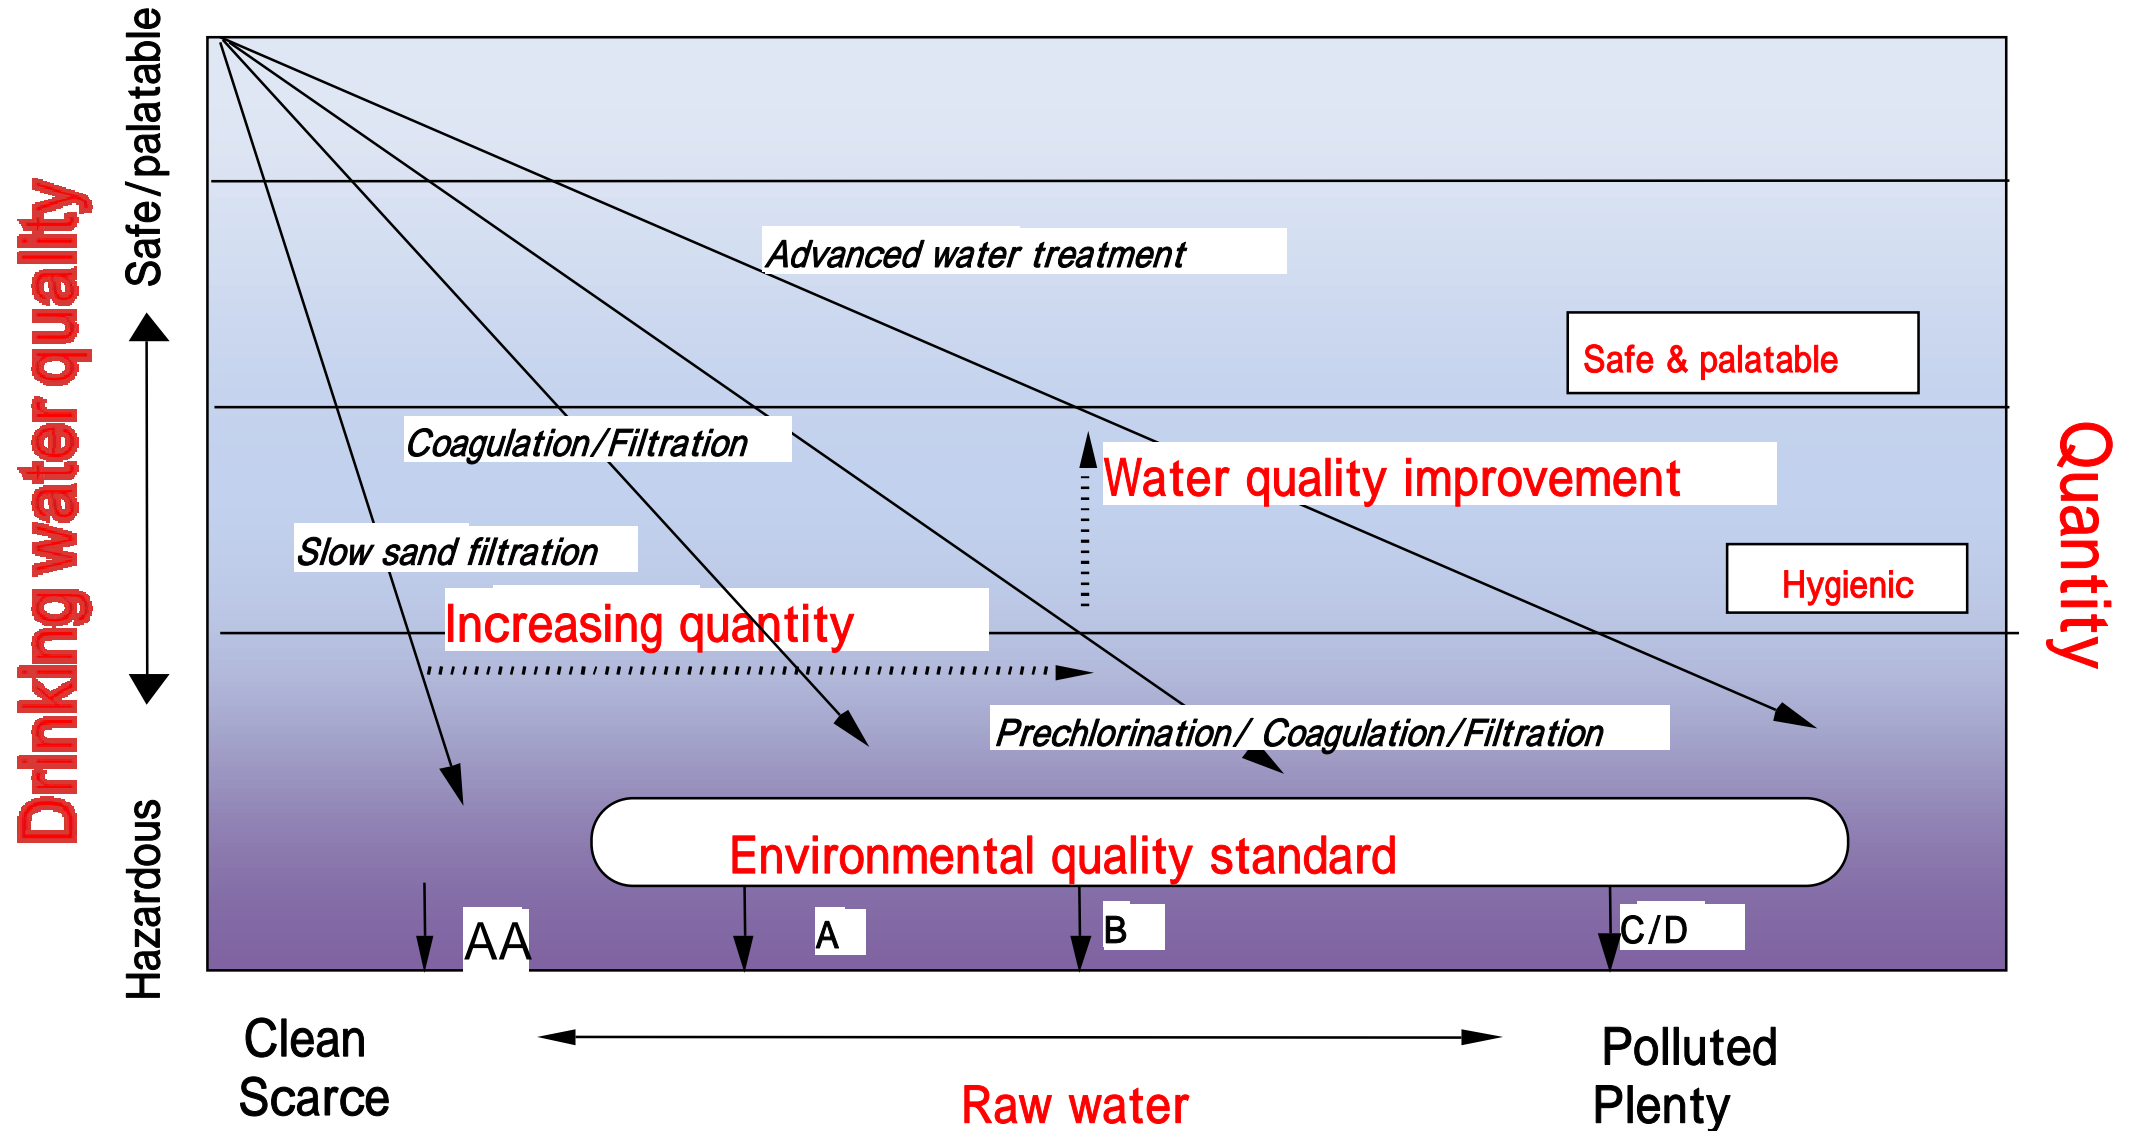 Drinking water quality
Safe/palatable
Hazardous
Advanced water treatment
Safe & palatable
Coagulation/Filtration
Water quality improvement
Slow sand filtration
Hygienic
Increasing quantity
Quantity
Prechlorination/ Coagulation/Filtration
Environmental quality standard
AA
A
B
C/D
Clean
Scarce
Raw water
Polluted
Plenty